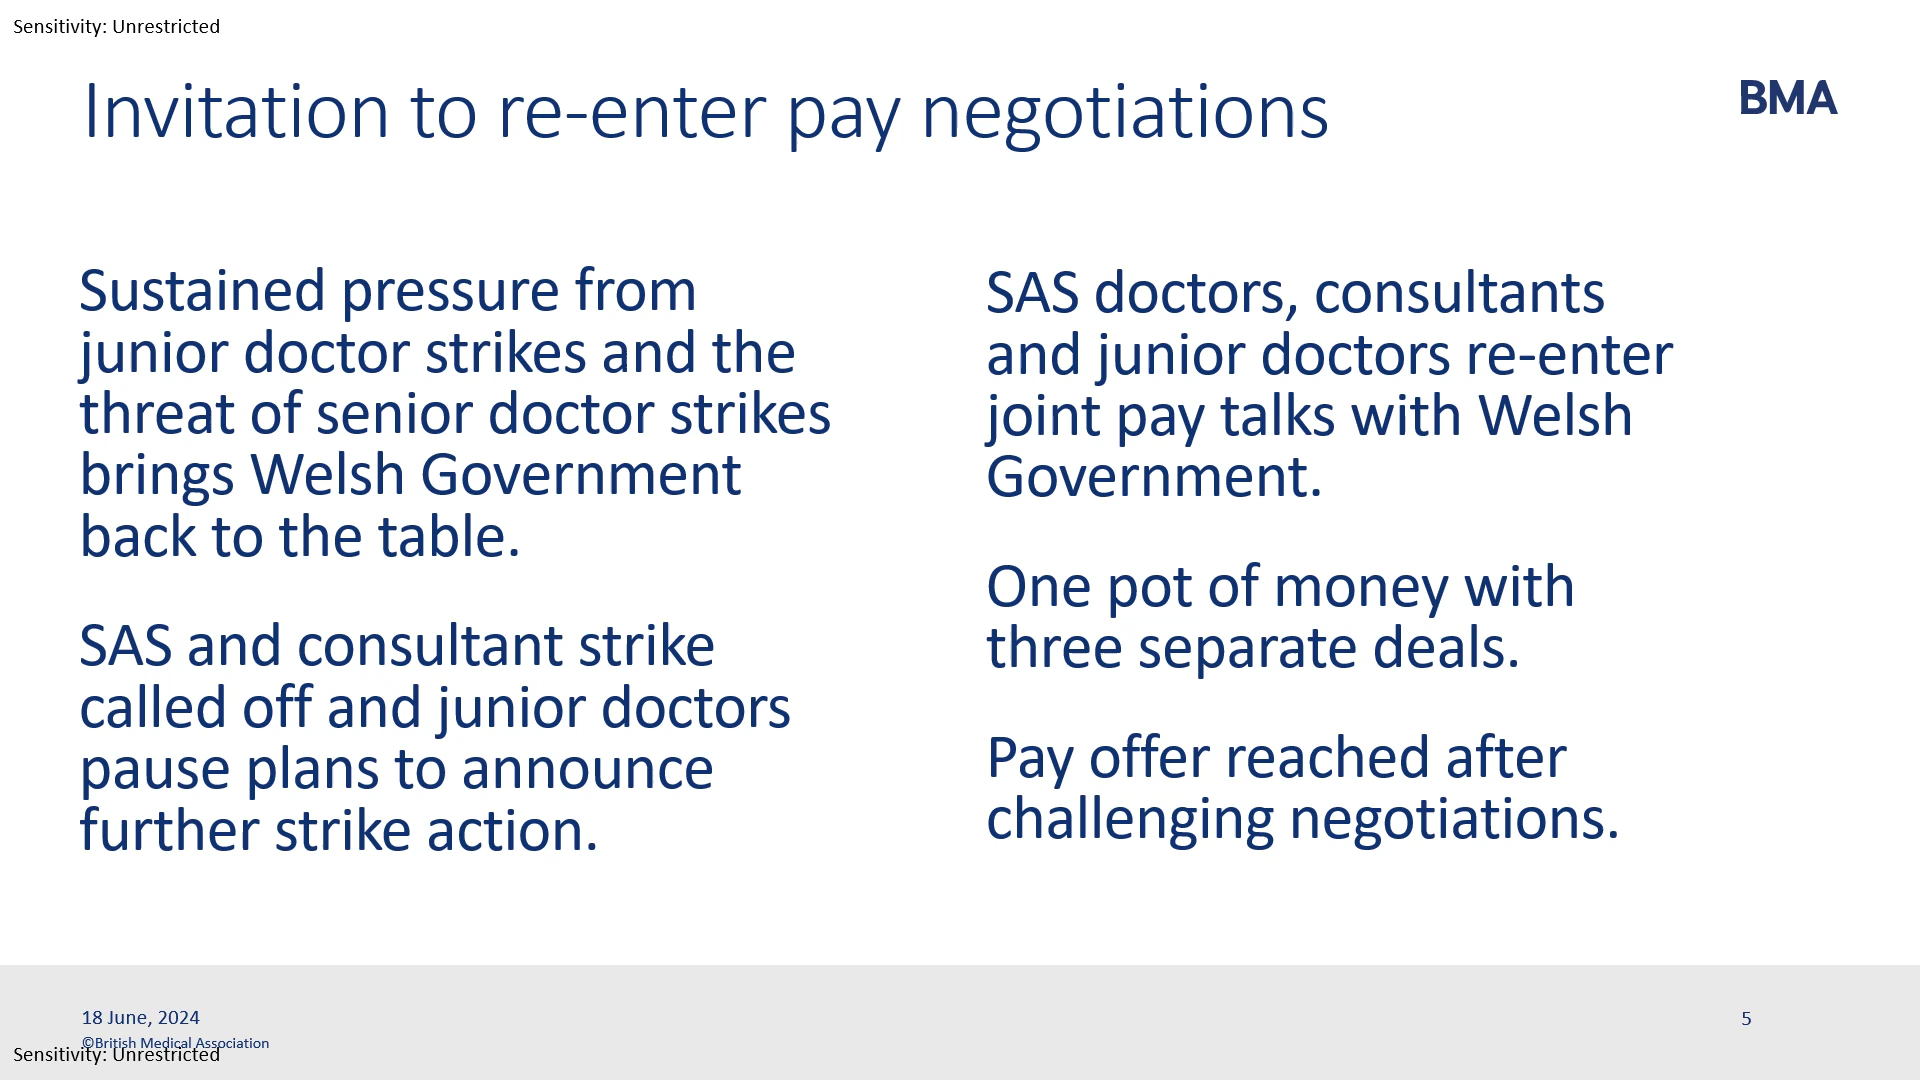 Sensitivity: Unrestricted
Invitation to re-enter pay negotiations
BMA
Sustained pressure from
junior doctor strikes and the
threat of senior doctor strikes
brings Welsh Government
back to the table.
SAS and consultant strike
called off and junior doctors
pause plans to announce
further strike action.
SAS doctors, consultants
and junior doctors re-enter
joint pay talks with Welsh
Government.
One pot of money with
three separate deals.
Pay offer reached after
challenging negotiations.
18 June, 2024
5
©British Medical Association
Sensitivity: Unrestricted